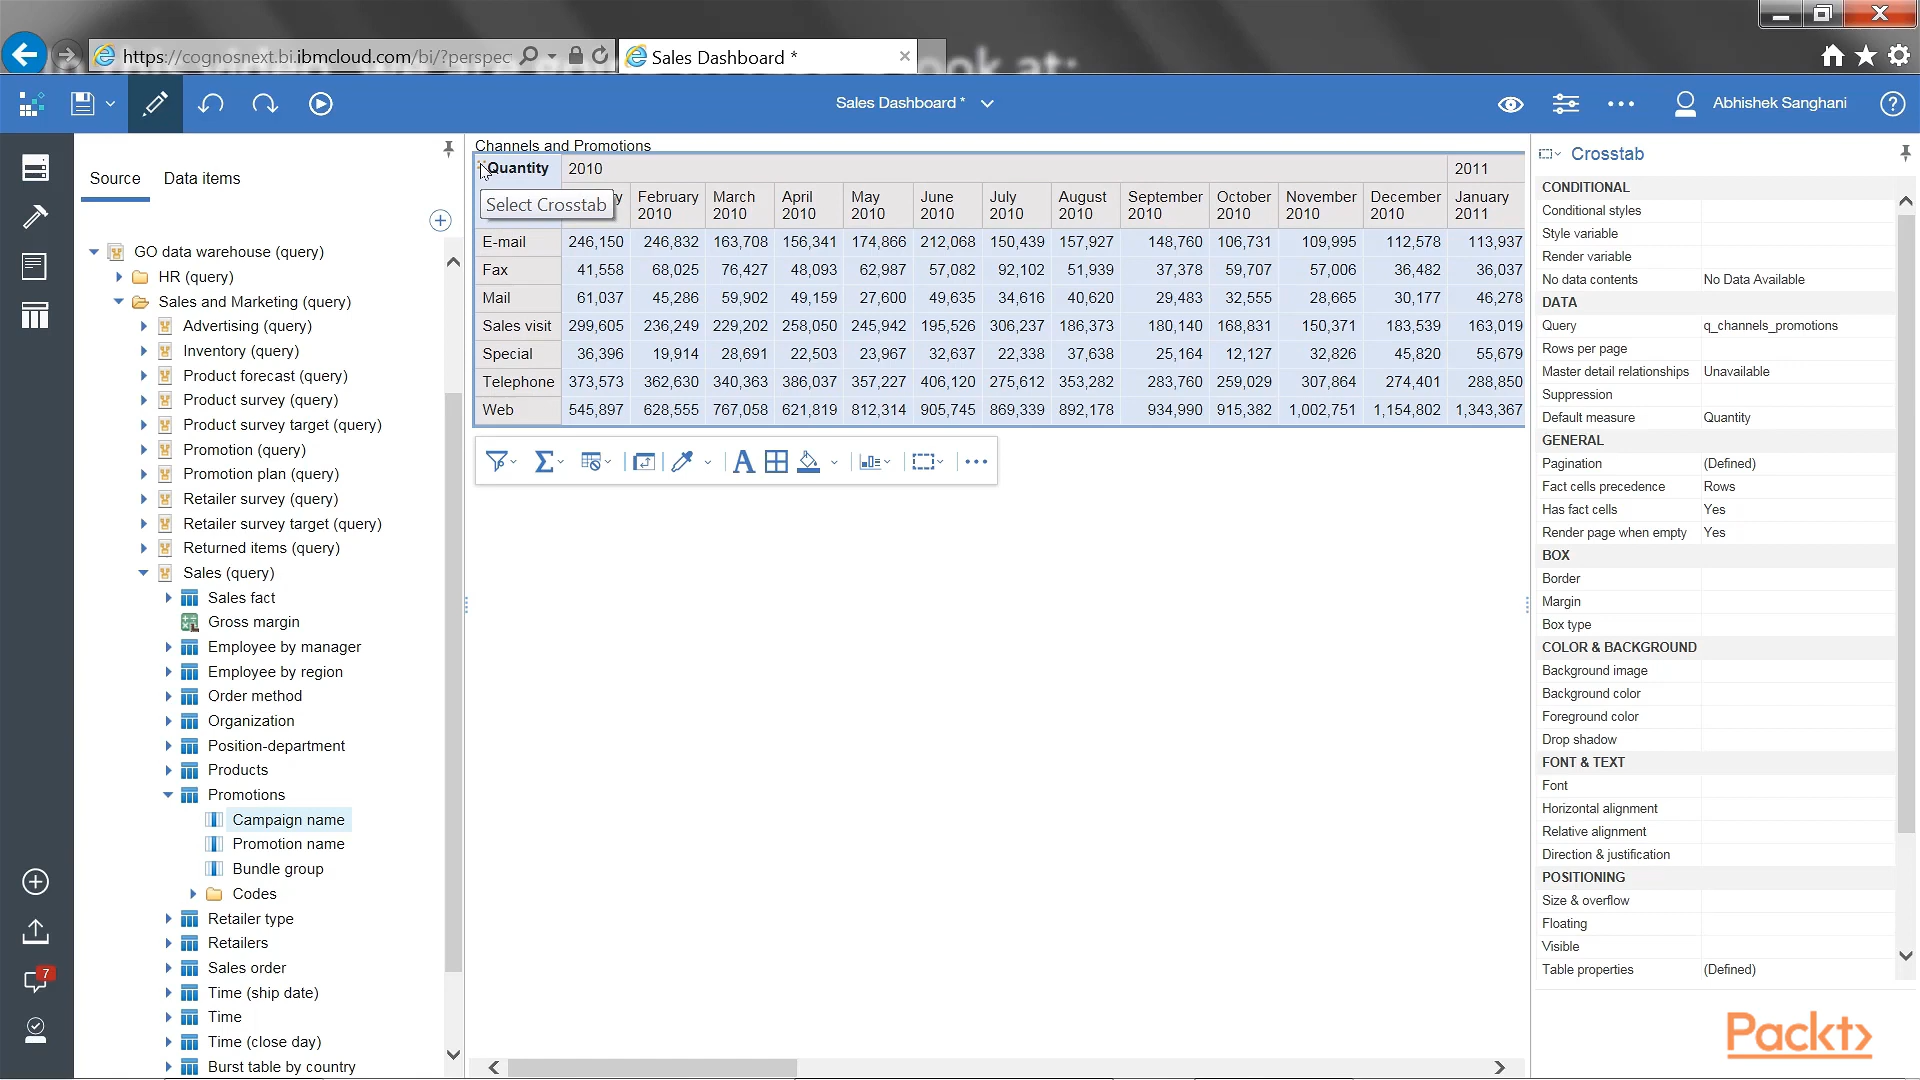 ook at:
https://cognosnext.bi.ibmcloud.com/bi/?perspec
Sales Dashboard *
Sales Dashboard *
Abhishek Sanghani
Source
Data items
GO data warehouse (query)
HR (query)
Sales and Marketing (query)
Advertising (query)
Inventory (query)
Product forecast (query)
Product survey (query)
Product survey target (query)
Promotion (query)
Promotion plan (query)
Retailer survey (query)
Retailer survey target (query)
Returned items (query)
Sales (query)
Sales fact
Gross margin
Employee by manager
Employee by region
Order method
Organization
Position-department
Products
Promotions
Campaign name
Promotion name
Bundle group
Codes
Retailer type
Retailers
Sales order
Time (ship date)
Time
Time (close day)
Burst table by country
7
Channels and Promotions
Quantity 2010 2011
Select Crosstab
y February 2010 March 2010 April 2010 May 2010 June 2010 July 2010 August 2010 September 2010 October 2010 November 2010 December 2010 January 2011
E-mail 246,150 246,832 163,708 156,341 174,866 212,068 150,439 157,927 148,760 106,731 109,995 112,578 113,937
Fax 41,558 68,025 76,427 48,093 62,987 57,082 92,102 51,939 37,378 59,707 57,006 36,482 36,037
Mail 61,037 45,286 59,902 49,159 27,600 49,635 34,616 40,620 29,483 32,555 28,665 30,177 46,278
Sales visit 299,605 236,249 229,202 258,050 245,942 195,526 306,237 186,373 180,140 168,831 150,371 183,539 163,019
Special 36,396 19,914 28,691 22,503 23,967 32,637 22,338 37,638 25,164 12,127 32,826 45,820 55,679
Telephone 373,573 362,630 340,363 386,037 357,227 406,120 275,612 353,282 283,760 259,029 307,864 274,401 288,850
Web 545,897 628,555 767,058 621,819 812,314 905,745 869,339 892,178 934,990 915,382 1,002,751 1,154,802 1,343,367
Crosstab
CONDITIONAL
Conditional styles
Style variable
Render variable
No data contents No Data Available
DATA
Query q_channels_promotions
Rows per page
Master detail relationships Unavailable
Suppression
Default measure Quantity
GENERAL
Pagination (Defined)
Fact cells precedence Rows
Has fact cells Yes
Render page when empty Yes
BOX
Border
Margin
Box type
COLOR & BACKGROUND
Background image
Background color
Foreground color
Drop shadow
FONT & TEXT
Font
Horizontal alignment
Relative alignment
Direction & justification
POSITIONING
Size & overflow
Floating
Visible
Table properties (Defined)
Packt>